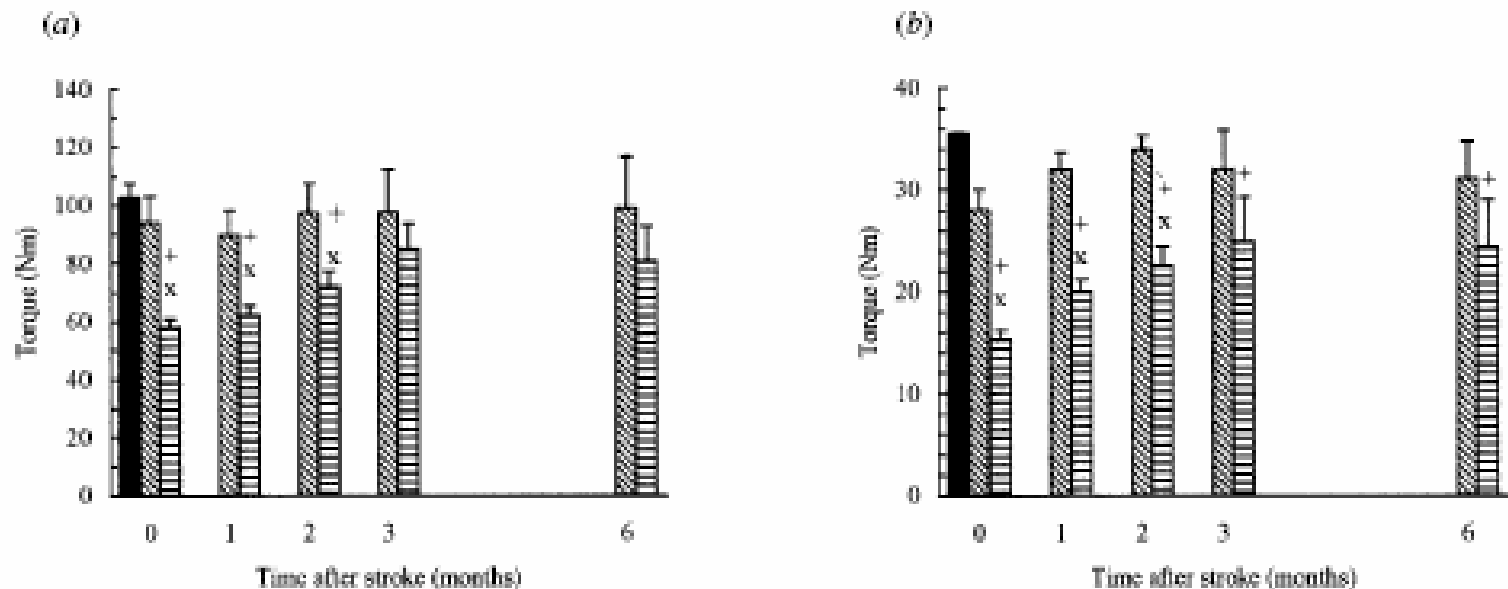 (a)
140
120
100
80
60
40
20
0
Torque (Nm)
+
x
+
x
+
x
0 1 2 3 6
Time after stroke (months)
(b)
40
30
20
10
0
Torque (Nm)
+
x
+
x
+
x
+
+
0 1 2 3 6
Time after stroke (months)